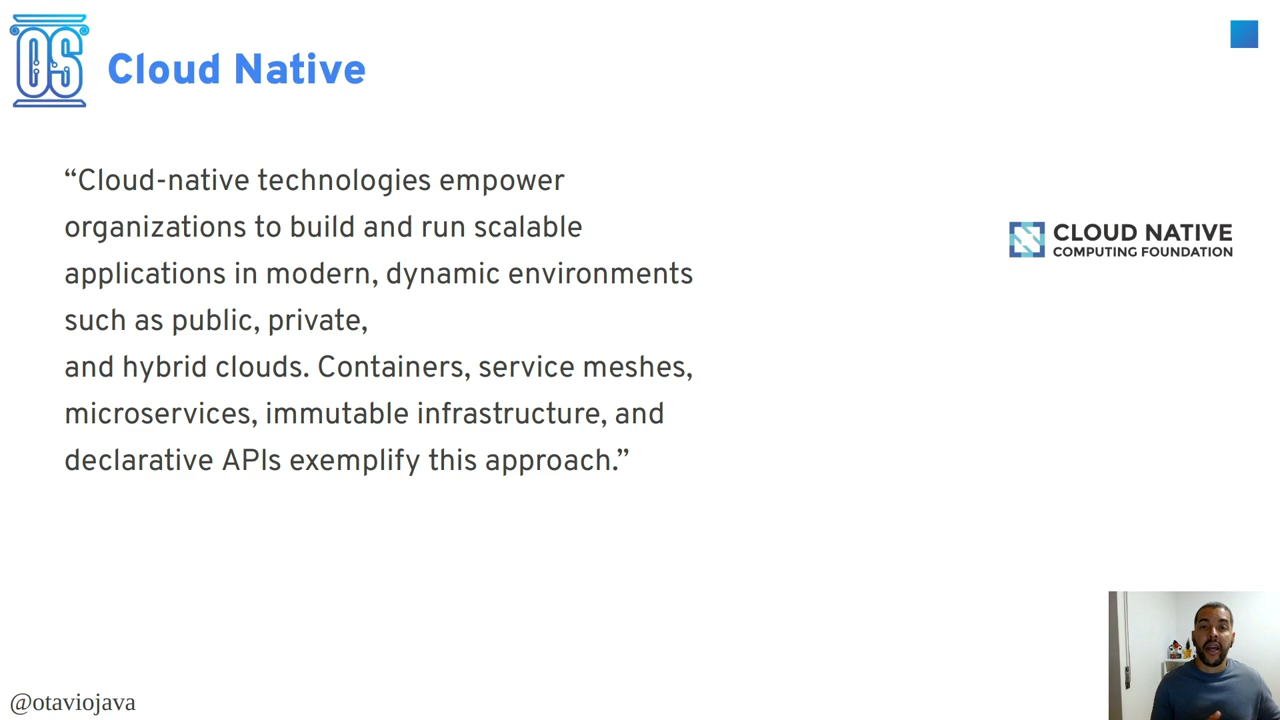 OS
Cloud Native
“Cloud-native technologies empower
organizations to build and run scalable
applications in modern, dynamic environments
such as public, private,
and hybrid clouds. Containers, service meshes,
microservices, immutable infrastructure, and
declarative APIs exemplify this approach.”
CLOUD NATIVE
COMPUTING FOUNDATION
@otaviojava